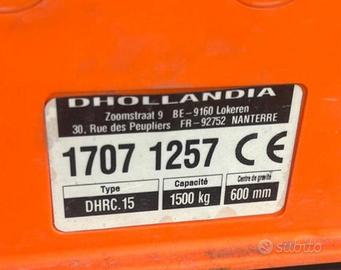 DHOLLANDIA
Zoomstraat 9 BE-9160 Lokeren
30, Rue des Peupliers FR-92752 NANTERRE
1707 1257 CE
Type Capacité Centre de gravité
DHRC.15 1500 kg 600 mm
subito